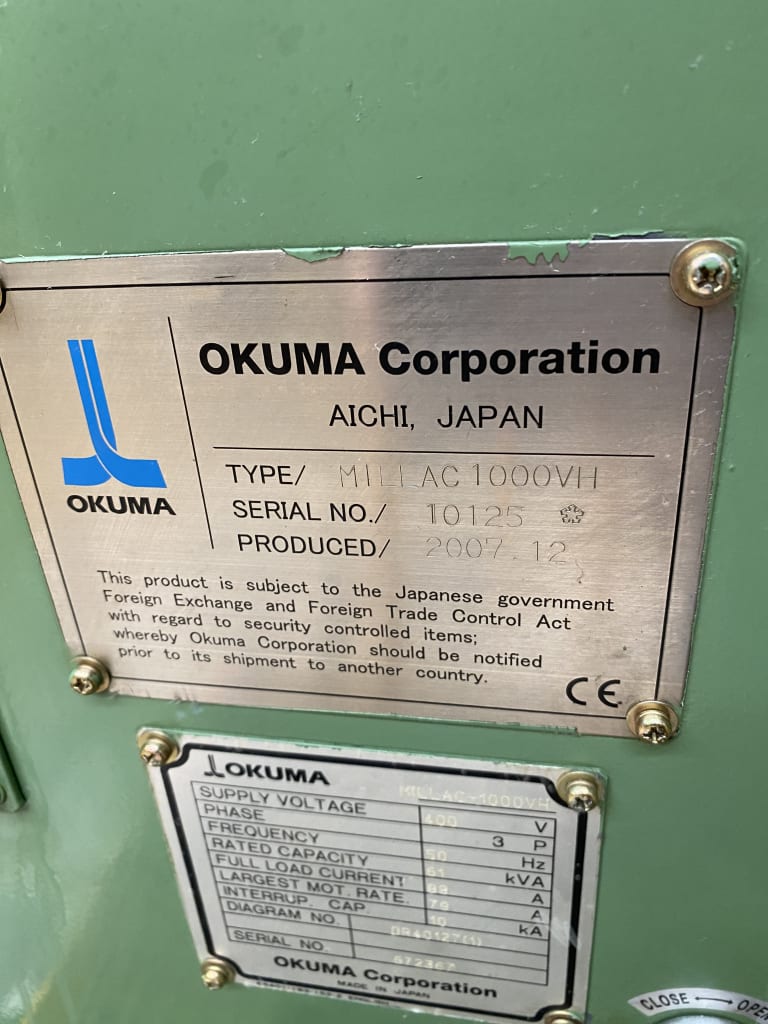 OKUMA Corporation
AICHI, JAPAN
OKUMA
TYPE/ MILLAC 1000VH
SERIAL NO./ 10125
PRODUCED/ 2007.12
This product is subject to the Japanese government
Foreign Exchange and Foreign Trade Control Act
with regard to security controlled items;
whereby Okuma Corporation should be notified
prior to its shipment to another country.
CE
OKUMA
MILLAC-1000VH
SUPPLY VOLTAGE 400 V
PHASE 3 P
FREQUENCY 50 Hz
RATED CAPACITY 61 kVA
FULL LOAD CURRENT A
LARGEST MOT. RATE. 79 A
INTERRUP. CAP. 10 kA
DIAGRAM NO. DR40127(1)
SERIAL NO. 672367
OKUMA Corporation
MADE IN JAPAN
CLOSE ⟷ OPEN